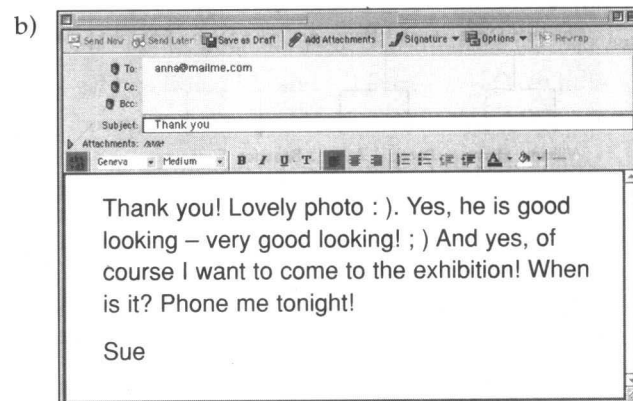 b)
Send Now Send Later Save as Draft Add Attachments Signature Options Rewrap
To: anna@mailme.com
Cc:
Bcc:
Subject: Thank you
Attachments: none
Geneva Medium B I U T A
Thank you! Lovely photo : ). Yes, he is good
looking – very good looking! ; ) And yes, of
course I want to come to the exhibition! When
is it? Phone me tonight!
Sue